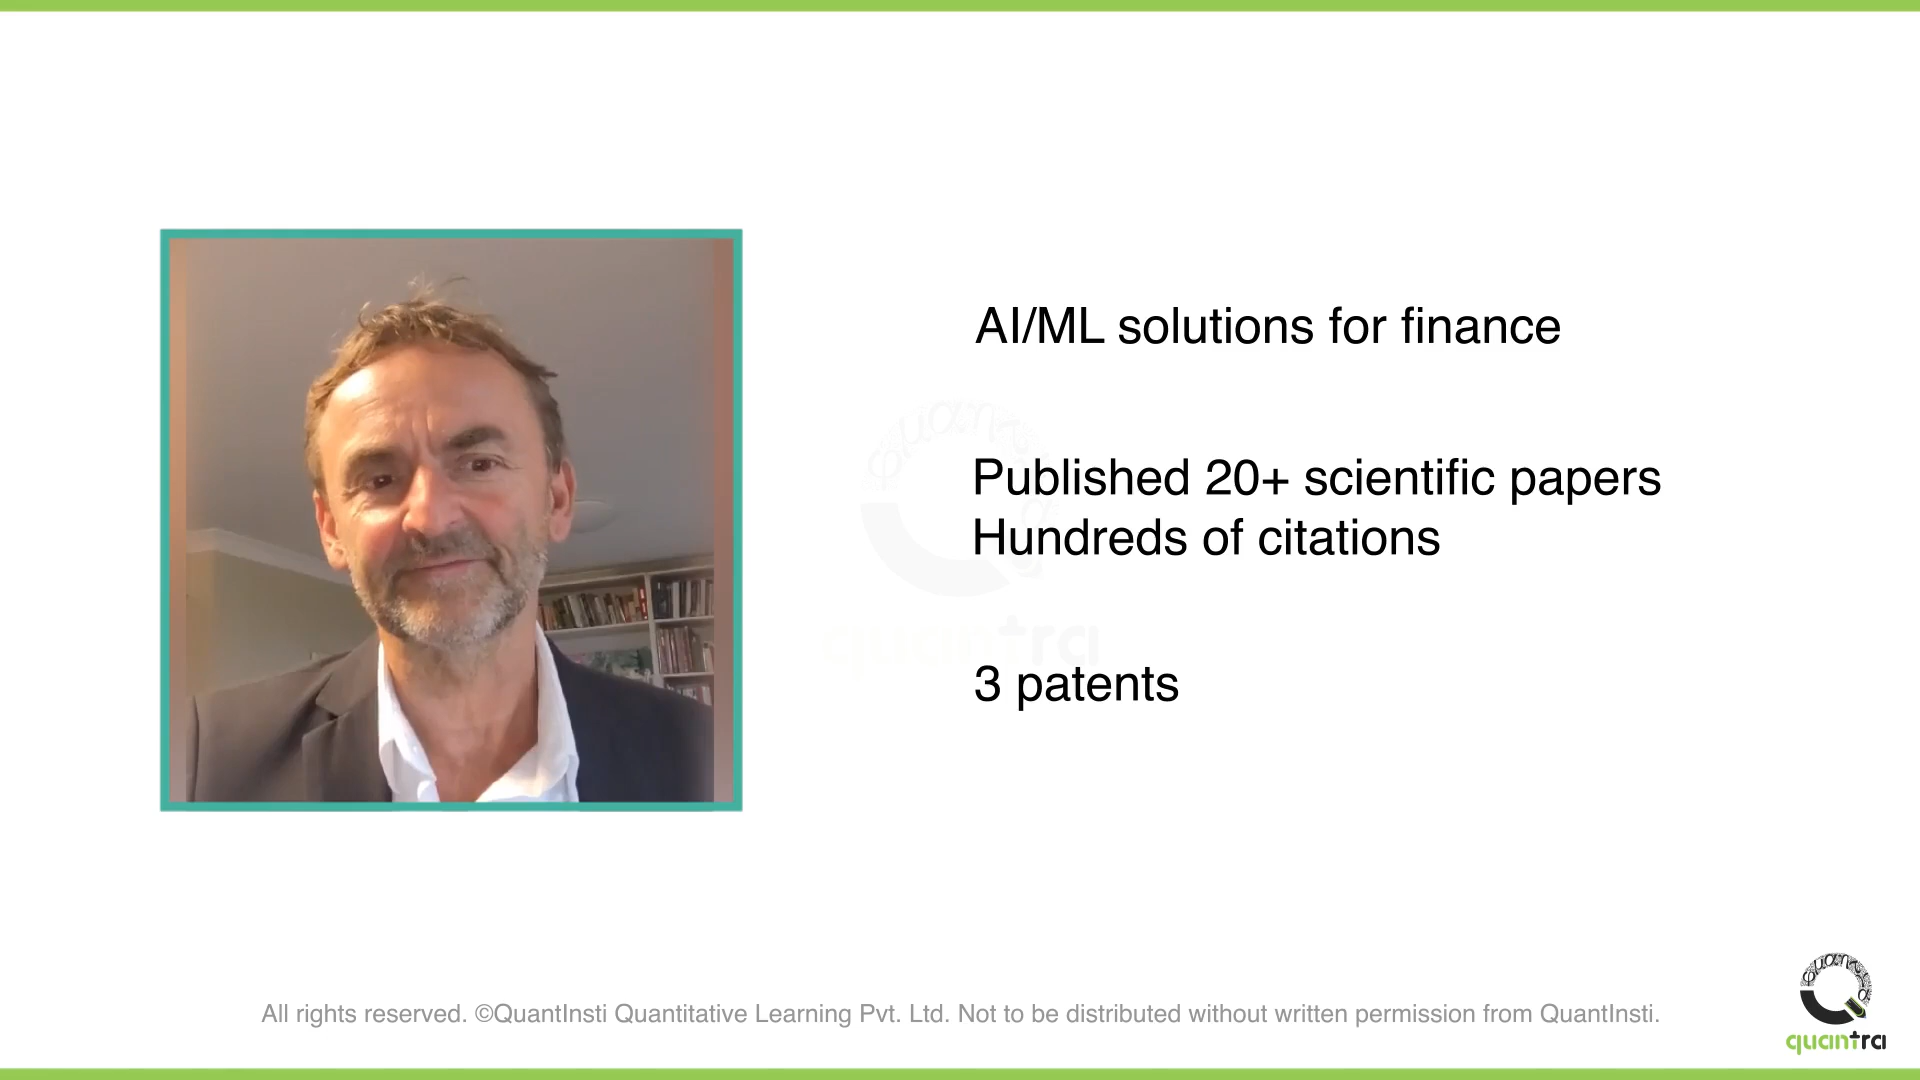 AI/ML solutions for finance
Published 20+ scientific papers
Hundreds of citations
3 patents
quantra
All rights reserved. ©QuantInsti Quantitative Learning Pvt. Ltd. Not to be distributed without written permission from QuantInsti.
quantra